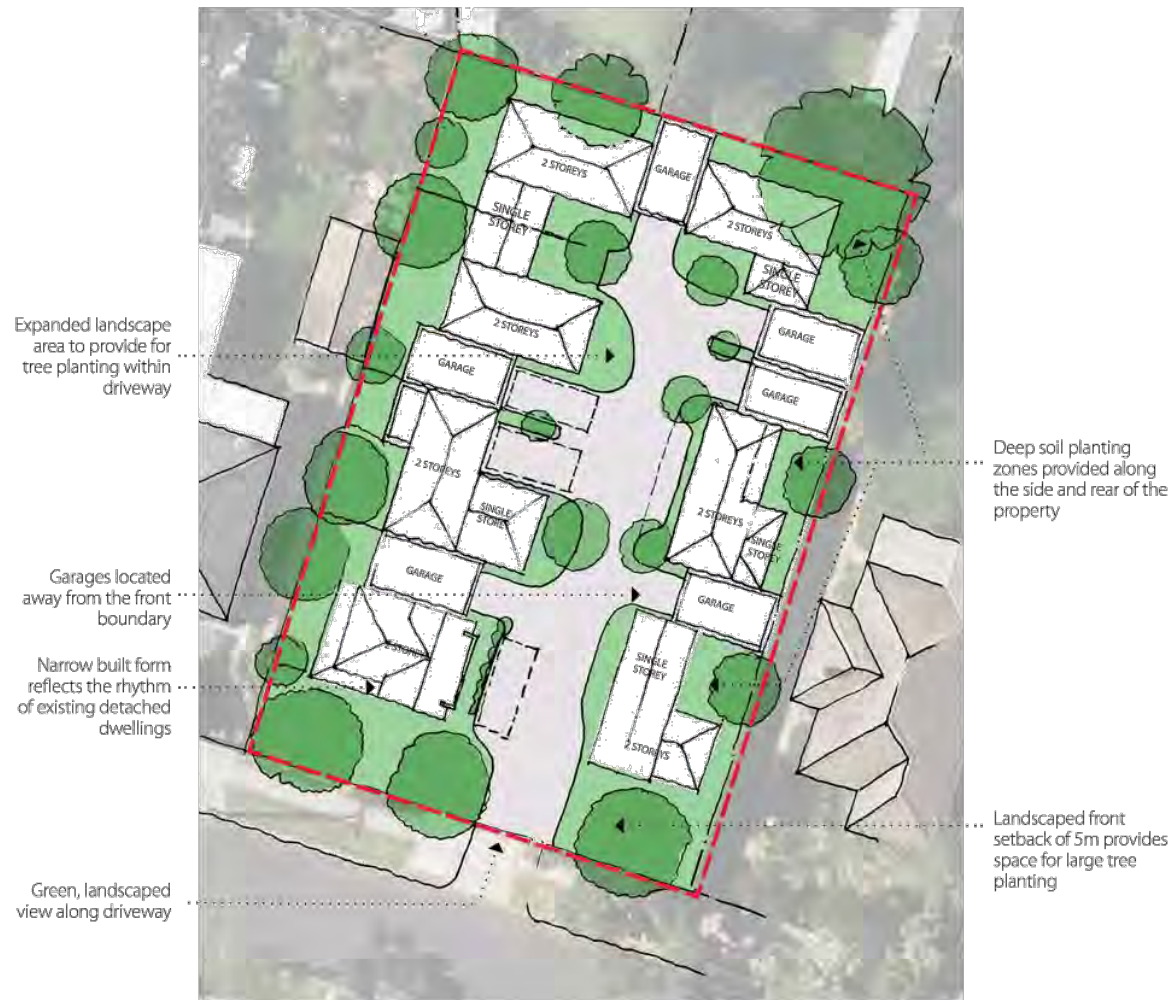 2 STOREYS
GARAGE
SINGLE
STOREY
2 STOREYS
SINGLE
STOREY
2 STOREYS
GARAGE
GARAGE
GARAGE
2 STOREYS
SINGLE
STOREY
2 STOREYS
SINGLE
STOREY
GARAGE
GARAGE
SINGLE
STOREY
2 STOREYS
Expanded landscape
area to provide for
tree planting within
driveway
Garages located
away from the front
boundary
Narrow built form
reflects the rhythm
of existing detached
dwellings
Green, landscaped
view along driveway
Deep soil planting
zones provided along
the side and rear of the
property
Landscaped front
setback of 5m provides
space for large tree
planting